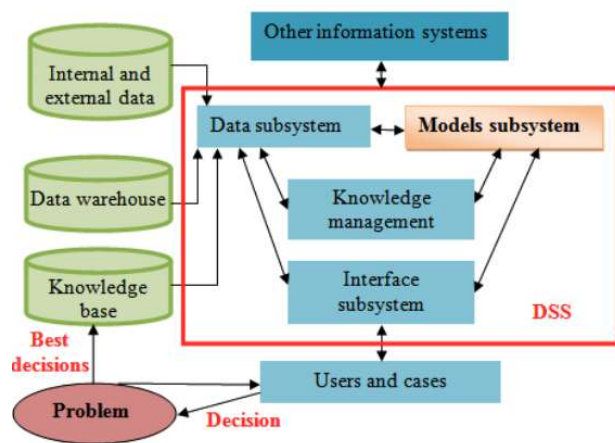 Other information systems
Internal and
external data
Data subsystem
Models subsystem
Data warehouse
Knowledge
management
Knowledge
base
Interface
subsystem
DSS
Best
decisions
Users and cases
Problem
Decision